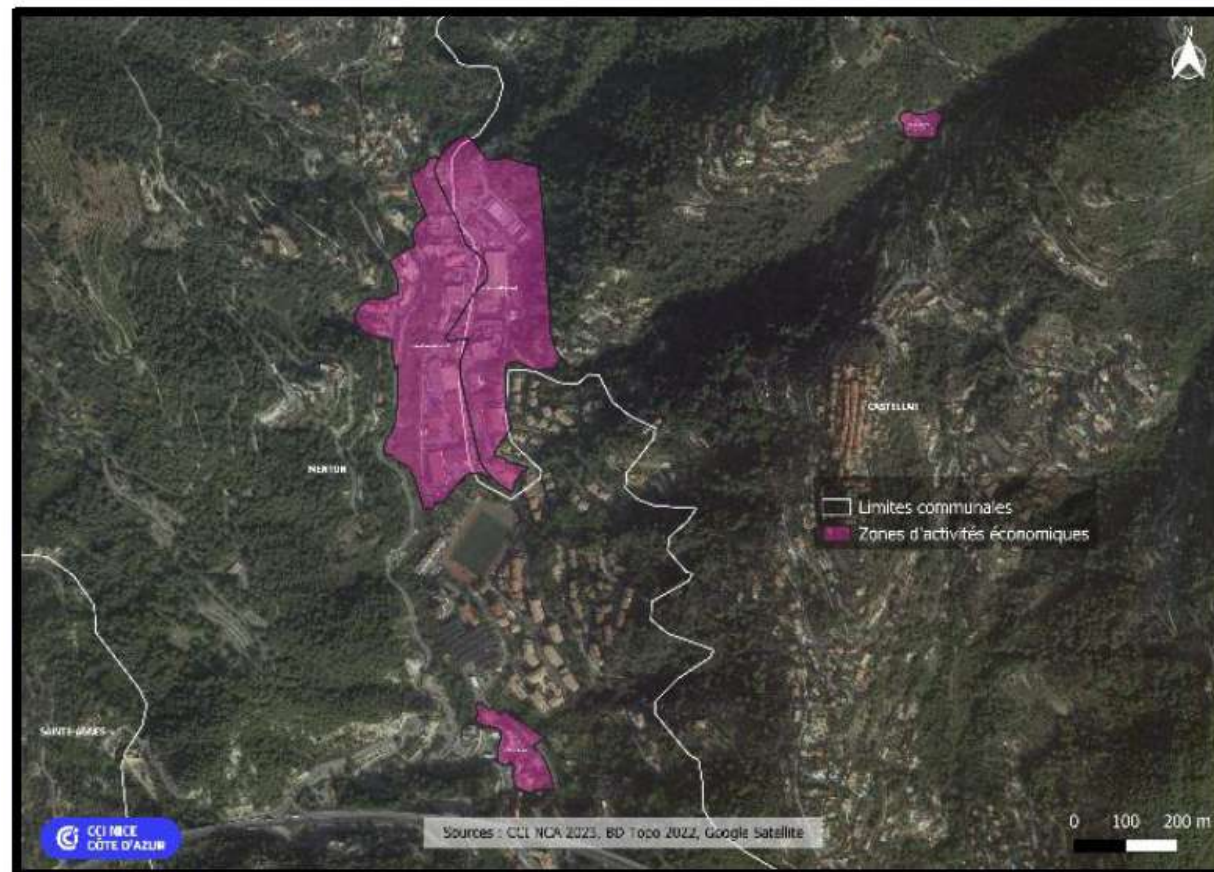 N
CASTELLAR
MENTON
Limites communales
Zones d'activités économiques
SAINTE-AGNES
CCI NICE
CÔTE D'AZUR
Sources : CCI NCA 2023, BD Topo 2022, Google Satellite
0 100 200 m